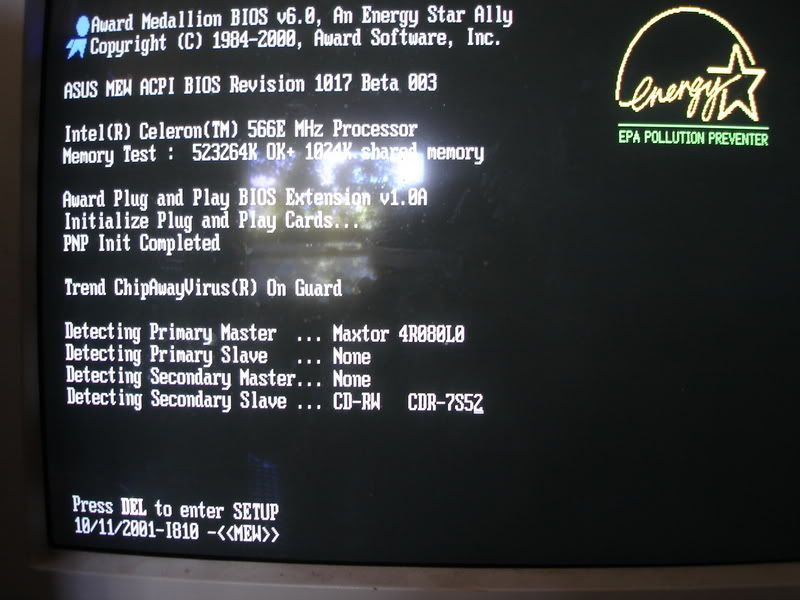 Award Medallion BIOS v6.0, An Energy Star Ally
Copyright (C) 1984-2000, Award Software, Inc.
energy
EPA POLLUTION PREVENTER
ASUS MEW ACPI BIOS Revision 1017 Beta 003
Intel(R) Celeron(TM) 566E MHz Processor
Memory Test : 523264K OK+ 1024K shared memory
Award Plug and Play BIOS Extension v1.0A
Initialize Plug and Play Cards...
PNP Init Completed
Trend ChipAwayVirus(R) On Guard
Detecting Primary Master ... Maxtor 4R080L0
Detecting Primary Slave ... None
Detecting Secondary Master... None
Detecting Secondary Slave ... CD-RW CDR-7S52
Press DEL to enter SETUP
10/11/2001-I810 -<<MEW>>